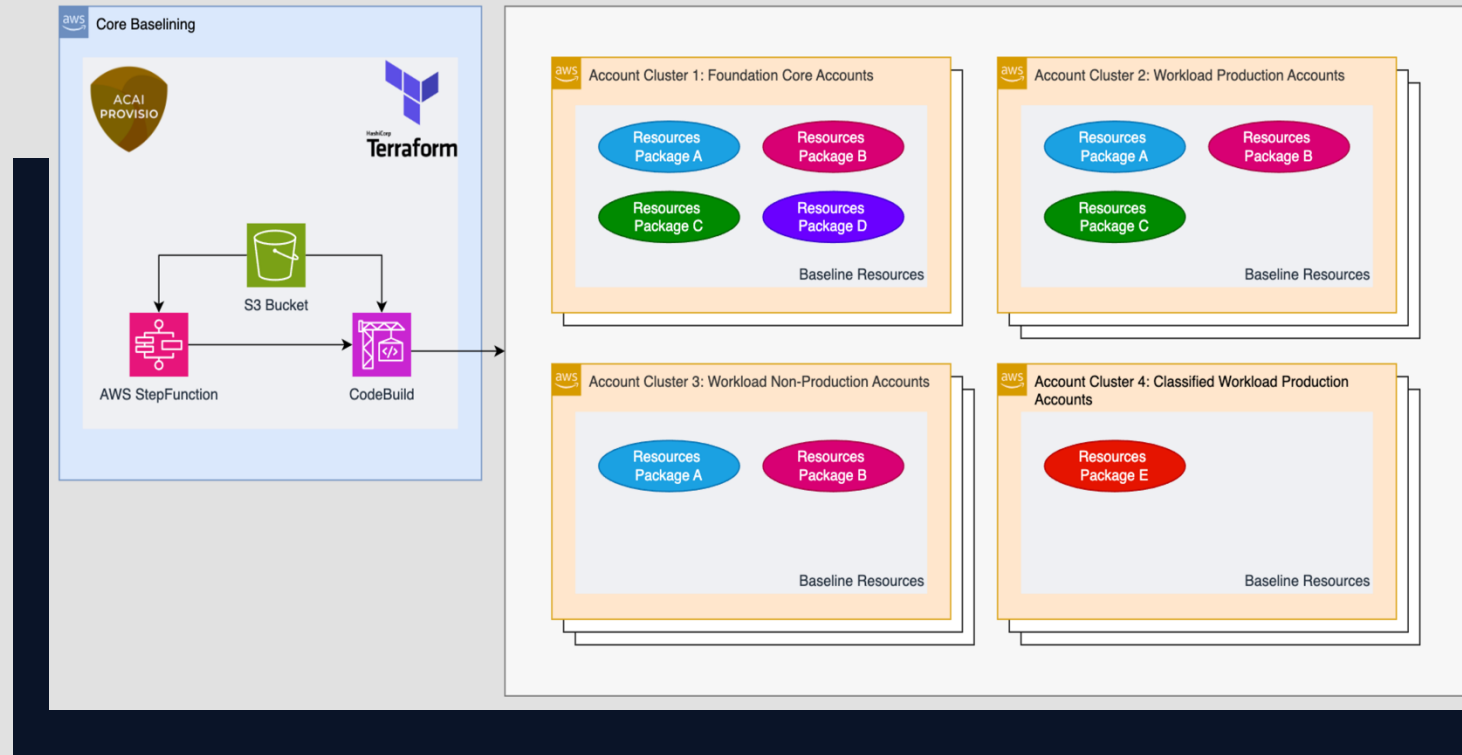 aws
Core Baselining
ACAI
PROVISIO
HashiCorp
Terraform
S3 Bucket
AWS StepFunction
CodeBuild
aws
Account Cluster 1: Foundation Core Accounts
Resources
Package A
Resources
Package B
Resources
Package C
Resources
Package D
Baseline Resources
aws
Account Cluster 2: Workload Production Accounts
Resources
Package A
Resources
Package B
Resources
Package C
Baseline Resources
aws
Account Cluster 3: Workload Non-Production Accounts
Resources
Package A
Resources
Package B
Baseline Resources
aws
Account Cluster 4: Classified Workload Production
Accounts
Resources
Package E
Baseline Resources